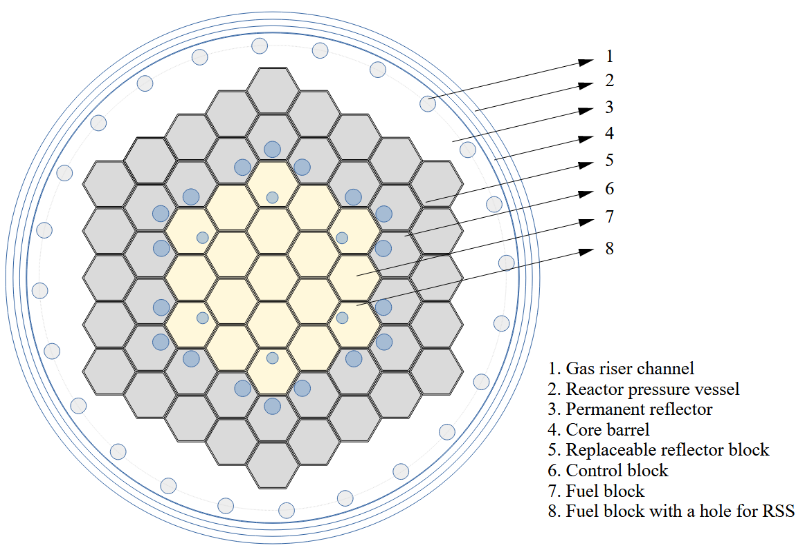 1
2
3
4
5
6
7
8
1. Gas riser channel
2. Reactor pressure vessel
3. Permanent reflector
4. Core barrel
5. Replaceable reflector block
6. Control block
7. Fuel block
8. Fuel block with a hole for RSS